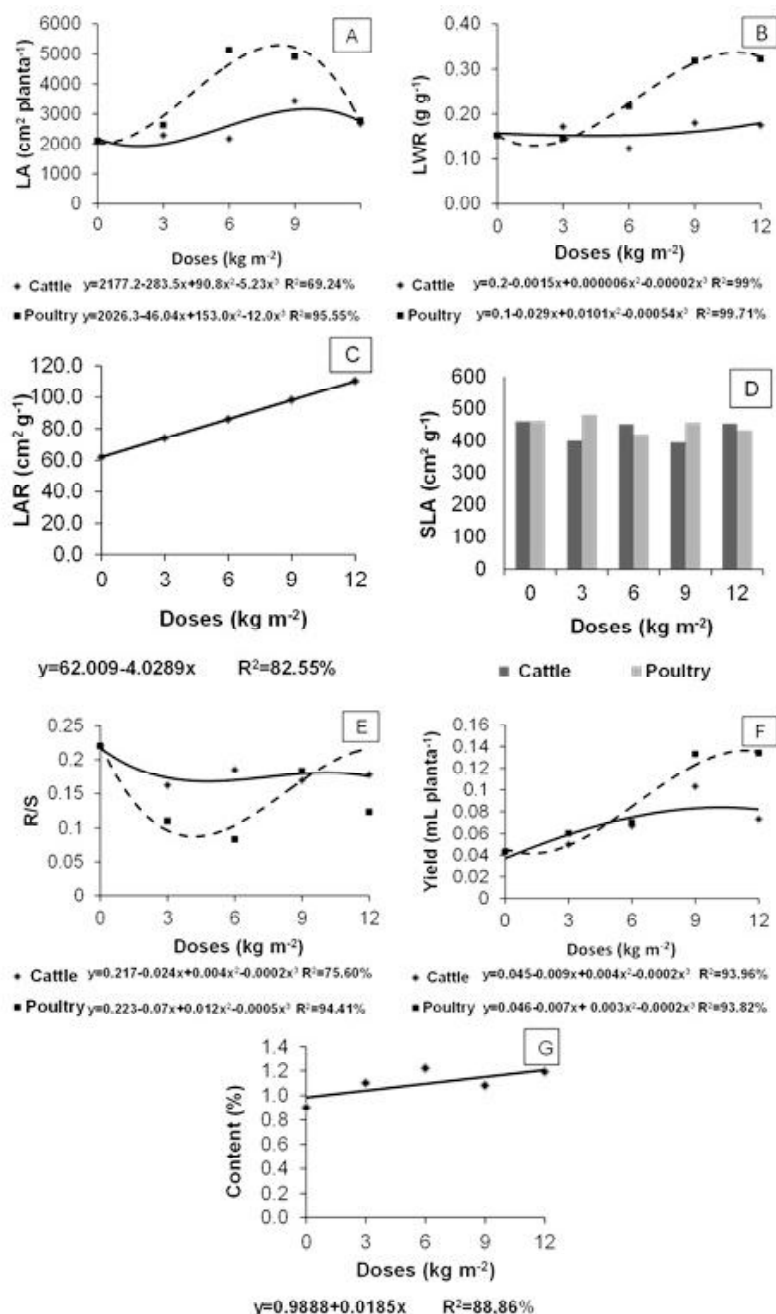 A
LA (cm² planta⁻¹)
6000
5000
4000
3000
2000
1000
0
0 3 6 9
Doses (kg m⁻²)
Cattle y=2177.2-283.5x+90.8x²-5.23x³ R²=69.24%
Poultry y=2026.3-46.04x+153.0x²-12.0x³ R²=95.55%
B
LWR (g g⁻¹)
0.40
0.30
0.20
0.10
0.00
0 3 6 9 12
Doses (kg m⁻²)
Cattle y=0.2-0.0015x+0.000006x²-0.00002x³ R²=99%
Poultry y=0.1-0.029x+0.0101x²-0.00054x³ R²=99.71%
C
LAR (cm² g⁻¹)
120.0
100.0
80.0
60.0
40.0
20.0
0.0
0 3 6 9 12
Doses (kg m⁻²)
y=62.009-4.0289x R²=82.55%
D
SLA (cm² g⁻¹)
600
500
400
300
200
100
0
0 3 6 9 12
Doses (kg m⁻²)
Cattle Poultry
E
R/S
0.25
0.2
0.15
0.1
0.05
0
0 3 6 9 12
Doses (kg m⁻²)
Cattle y=0.217-0.024x+0.004x²-0.0002x³ R²=75.60%
Poultry y=0.223-0.07x+0.012x²-0.0005x³ R²=94.41%
F
Yield (mL planta⁻¹)
0.16
0.14
0.12
0.10
0.08
0.06
0.04
0.02
0
0 3 6 9 12
Doses (kg m⁻²)
Cattle y=0.045-0.009x+0.004x²-0.0002x³ R²=93.96%
Poultry y=0.046-0.007x+ 0.003x²-0.0002x³ R²=93.82%
G
Content (%)
1.4
1.2
1.0
0.8
0.6
0.4
0.2
0.0
0 3 6 9 12
Doses (kg m⁻²)
y=0.9888+0.0185x R²=88.86%